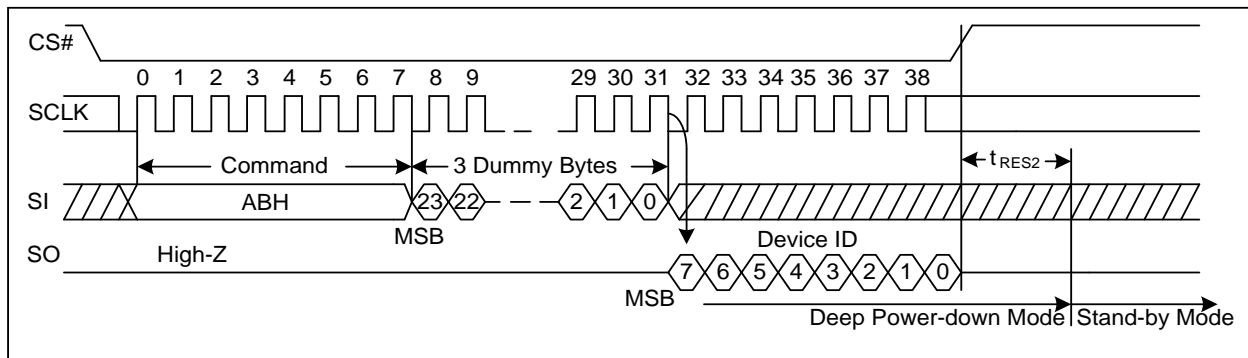 CS#
0 1 2 3 4 5 6 7 8 9 29 30 31 32 33 34 35 36 37 38
SCLK
Command 3 Dummy Bytes tRES2
SI ABH 23 22 2 1 0
MSB
SO High-Z Device ID
7 6 5 4 3 2 1 0
MSB
Deep Power-down Mode Stand-by Mode